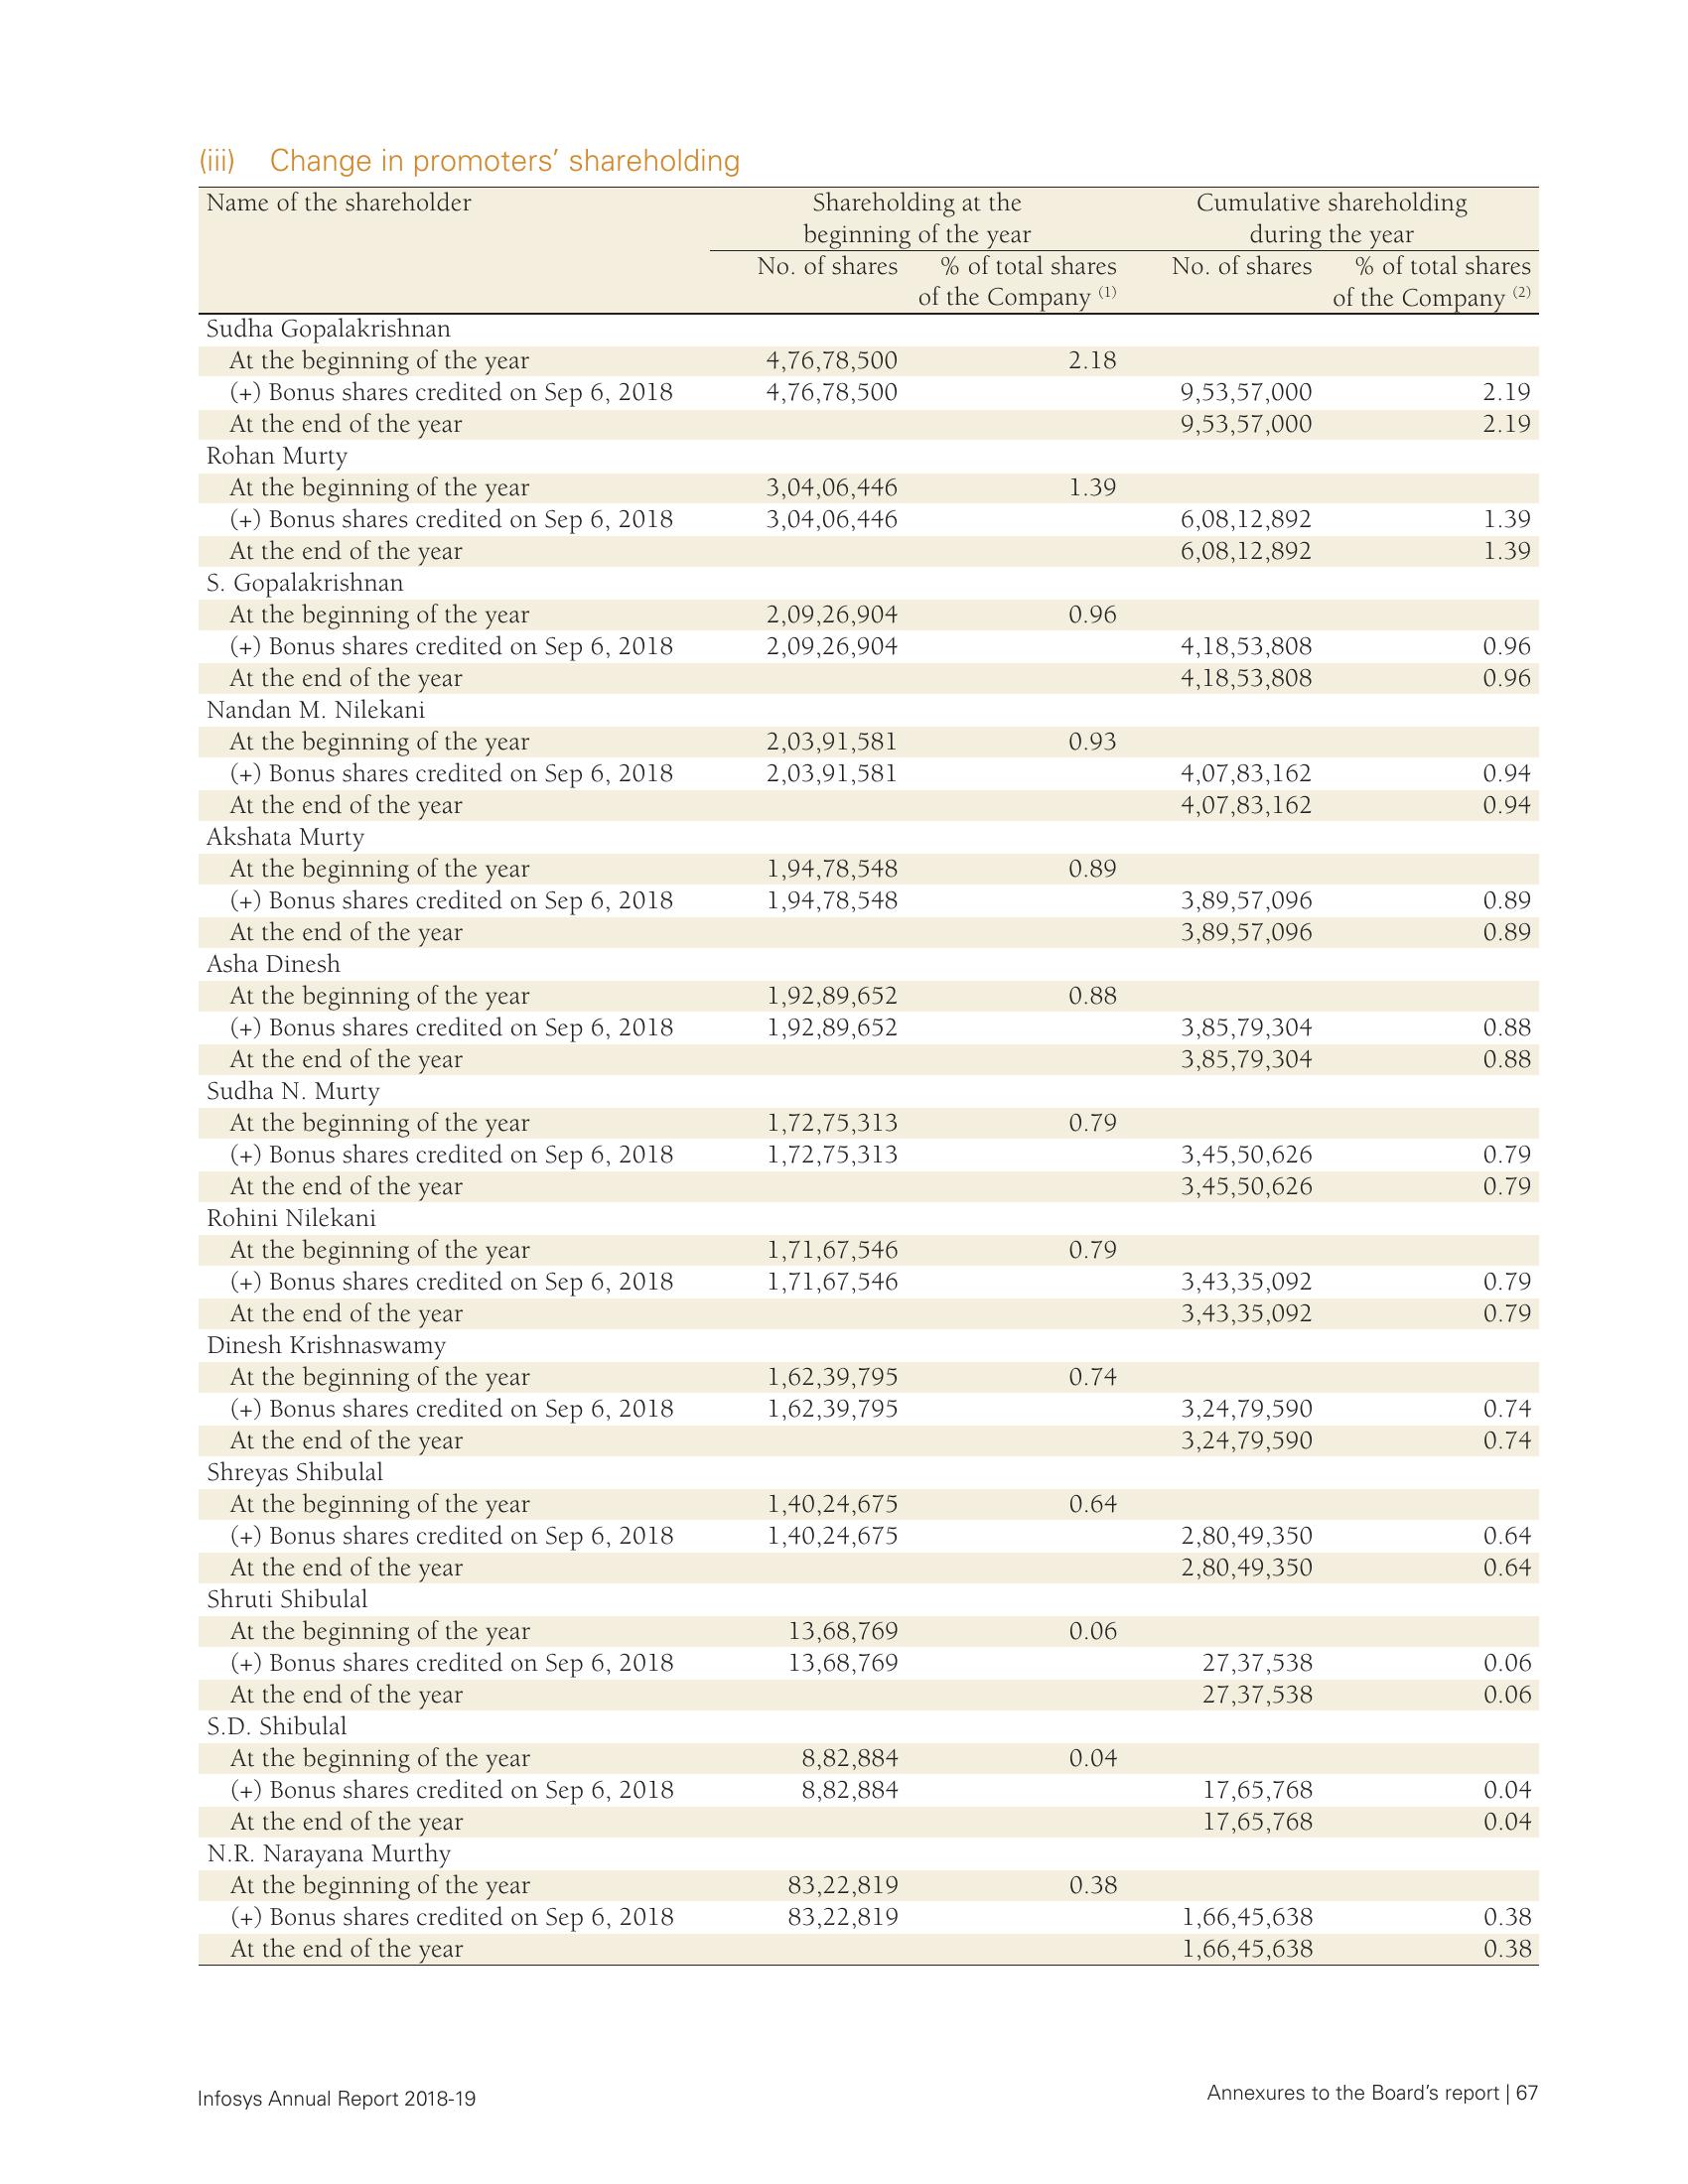 (iii) Change in promoters’ shareholding
Name of the shareholder Shareholding at the Cumulative shareholding
beginning of the year during the year
No. of shares % of total shares No. of shares % of total shares
of the Company (1) of the Company (2)
Sudha Gopalakrishnan
At the beginning of the year 4,76,78,500 2.18
(+) Bonus shares credited on Sep 6, 2018 4,76,78,500 9,53,57,000 2.19
At the end of the year 9,53,57,000 2.19
Rohan Murty
At the beginning of the year 3,04,06,446 1.39
(+) Bonus shares credited on Sep 6, 2018 3,04,06,446 6,08,12,892 1.39
At the end of the year 6,08,12,892 1.39
S. Gopalakrishnan
At the beginning of the year 2,09,26,904 0.96
(+) Bonus shares credited on Sep 6, 2018 2,09,26,904 4,18,53,808 0.96
At the end of the year 4,18,53,808 0.96
Nandan M. Nilekani
At the beginning of the year 2,03,91,581 0.93
(+) Bonus shares credited on Sep 6, 2018 2,03,91,581 4,07,83,162 0.94
At the end of the year 4,07,83,162 0.94
Akshata Murty
At the beginning of the year 1,94,78,548 0.89
(+) Bonus shares credited on Sep 6, 2018 1,94,78,548 3,89,57,096 0.89
At the end of the year 3,89,57,096 0.89
Asha Dinesh
At the beginning of the year 1,92,89,652 0.88
(+) Bonus shares credited on Sep 6, 2018 1,92,89,652 3,85,79,304 0.88
At the end of the year 3,85,79,304 0.88
Sudha N. Murty
At the beginning of the year 1,72,75,313 0.79
(+) Bonus shares credited on Sep 6, 2018 1,72,75,313 3,45,50,626 0.79
At the end of the year 3,45,50,626 0.79
Rohini Nilekani
At the beginning of the year 1,71,67,546 0.79
(+) Bonus shares credited on Sep 6, 2018 1,71,67,546 3,43,35,092 0.79
At the end of the year 3,43,35,092 0.79
Dinesh Krishnaswamy
At the beginning of the year 1,62,39,795 0.74
(+) Bonus shares credited on Sep 6, 2018 1,62,39,795 3,24,79,590 0.74
At the end of the year 3,24,79,590 0.74
Shreyas Shibulal
At the beginning of the year 1,40,24,675 0.64
(+) Bonus shares credited on Sep 6, 2018 1,40,24,675 2,80,49,350 0.64
At the end of the year 2,80,49,350 0.64
Shruti Shibulal
At the beginning of the year 13,68,769 0.06
(+) Bonus shares credited on Sep 6, 2018 13,68,769 27,37,538 0.06
At the end of the year 27,37,538 0.06
S.D. Shibulal
At the beginning of the year 8,82,884 0.04
(+) Bonus shares credited on Sep 6, 2018 8,82,884 17,65,768 0.04
At the end of the year 17,65,768 0.04
N.R. Narayana Murthy
At the beginning of the year 83,22,819 0.38
(+) Bonus shares credited on Sep 6, 2018 83,22,819 1,66,45,638 0.38
At the end of the year 1,66,45,638 0.38
Infosys Annual Report 2018-19 Annexures to the Board’s report | 67